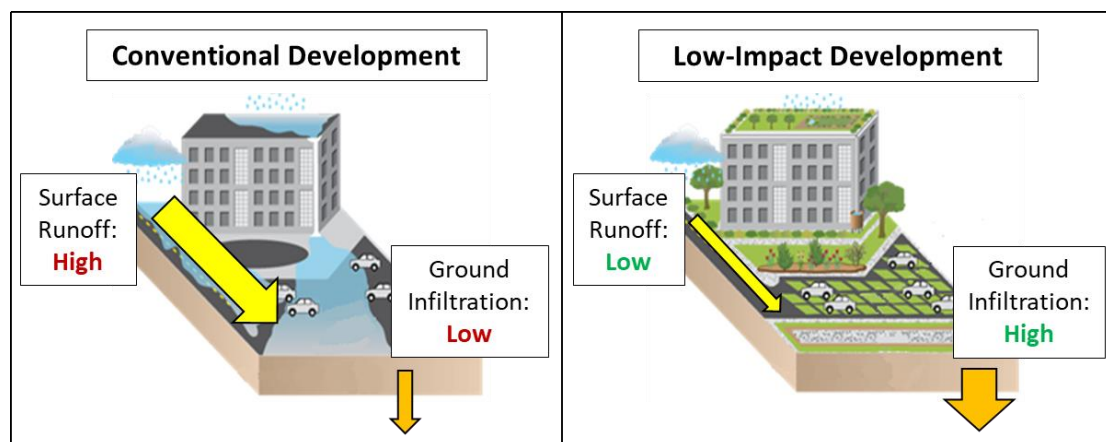 Conventional Development
Surface
Runoff:
High
Ground
Infiltration:
Low
Low-Impact Development
Surface
Runoff:
Low
Ground
Infiltration:
High